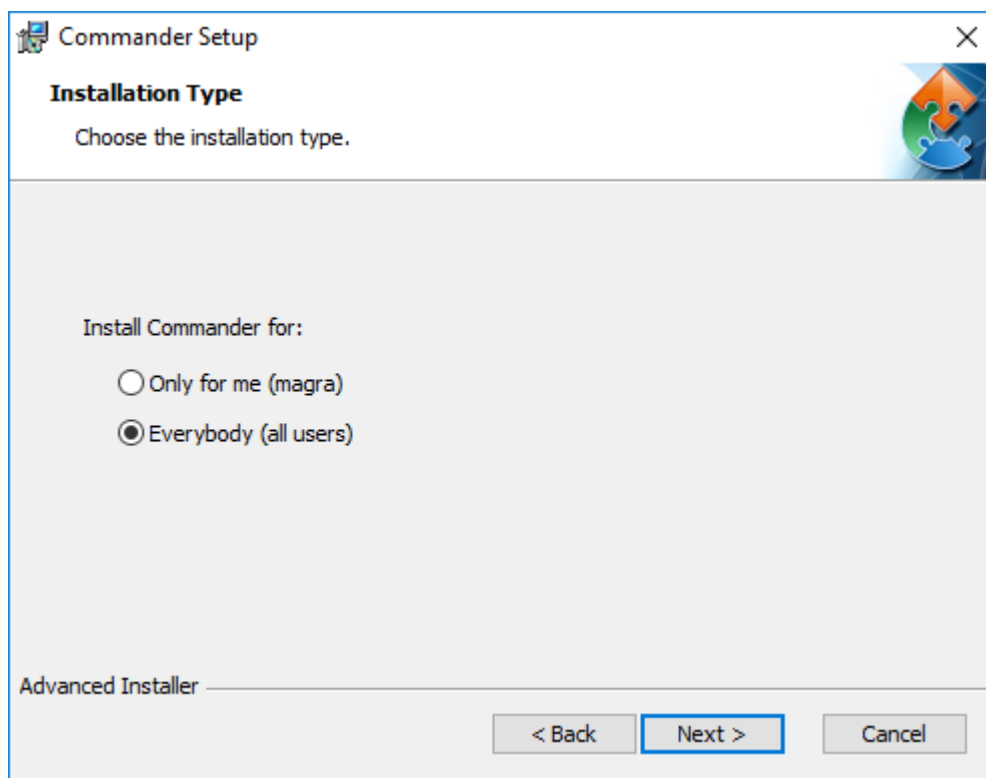 Commander Setup
Installation Type
Choose the installation type.
Install Commander for:
Only for me (magra)
Everybody (all users)
Advanced Installer
< Back Next > Cancel